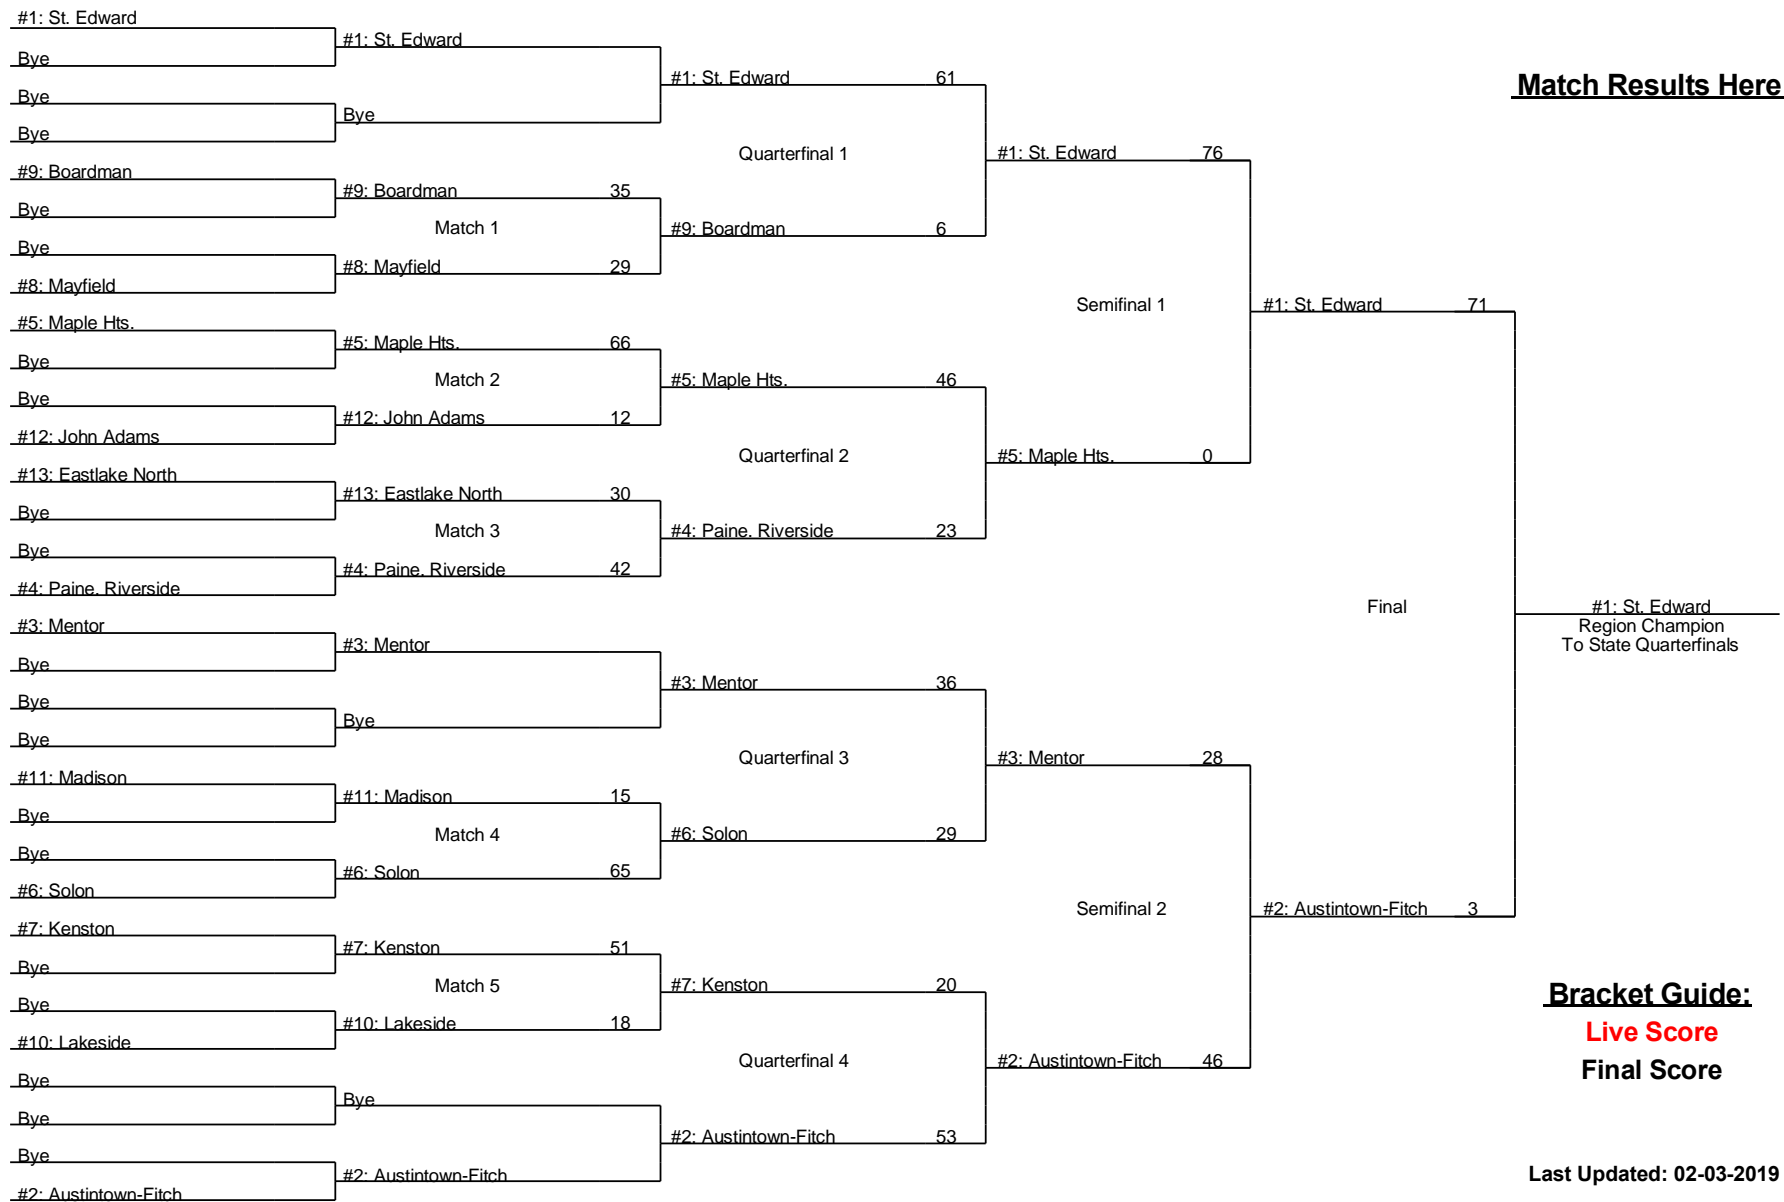 #1: St. Edward
Bye
Bye
Bye
#9: Boardman
Bye
Bye
#8: Mayfield
#5: Maple Hts.
Bye
Bye
#12: John Adams
#13: Eastlake North
Bye
Bye
#4: Paine. Riverside
#3: Mentor
Bye
Bye
Bye
#11: Madison
Bye
Bye
#6: Solon
#7: Kenston
Bye
Bye
#10: Lakeside
Bye
Bye
Bye
#2: Austintown-Fitch
#1: St. Edward
Bye
#9: Boardman 35
Match 1
#8: Mayfield 29
#5: Maple Hts. 66
Match 2
#12: John Adams 12
#13: Eastlake North 30
Match 3
#4: Paine. Riverside 42
#3: Mentor
Bye
#11: Madison 15
Match 4
#6: Solon 65
#7: Kenston 51
Match 5
#10: Lakeside 18
Bye
#2: Austintown-Fitch
#1: St. Edward 61
Quarterfinal 1
#9: Boardman 6
#5: Maple Hts. 46
Quarterfinal 2
#4: Paine. Riverside 23
#3: Mentor 36
Quarterfinal 3
#6: Solon 29
#7: Kenston 20
Quarterfinal 4
#2: Austintown-Fitch 53
#1: St. Edward 76
Semifinal 1
#5: Maple Hts. 0
#3: Mentor 28
Semifinal 2
#2: Austintown-Fitch 46
#1: St. Edward 71
Final
#2: Austintown-Fitch 3
#1: St. Edward
Region Champion
To State Quarterfinals
Match Results Here
Bracket Guide:
Live Score
Final Score
Last Updated: 02-03-2019